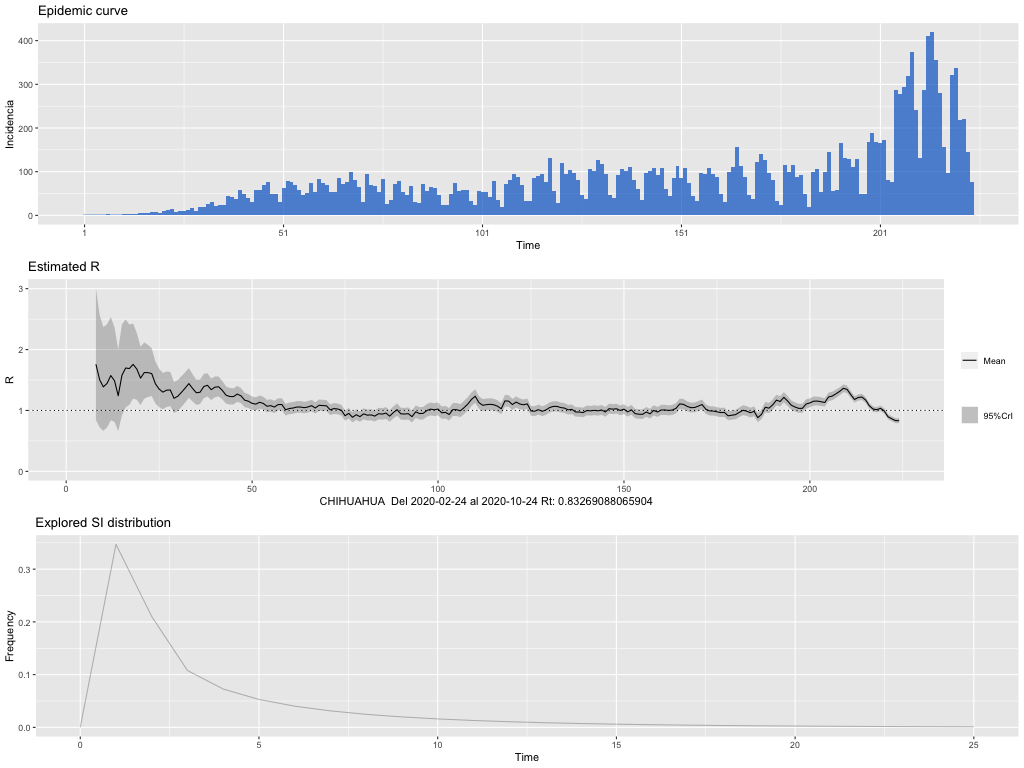 Epidemic curve
Incidencia
400
300
200
100
0
1 51 101 151 201
Time
Estimated R
R
3
2
1
0
0 50 100 150 200
Mean
95%CrI
CHIHUAHUA Del 2020-02-24 al 2020-10-24 Rt: 0.83269088065904
Explored SI distribution
Frequency
0.3
0.2
0.1
0.0
0 5 10 15 20 25
Time